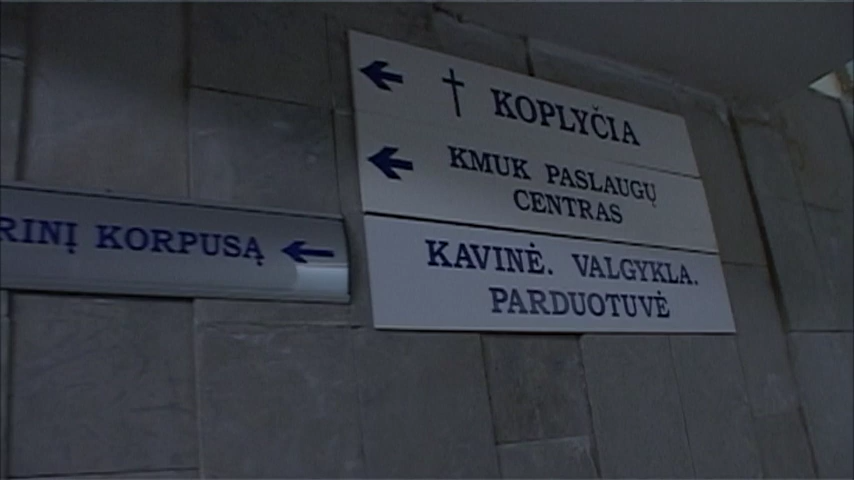 KOPLYČIA
KMUK PASLAUGŲ
CENTRAS
KAVINĖ. VALGYKLA.
PARDUOTUVĖ
RINĮ KORPUSĄ